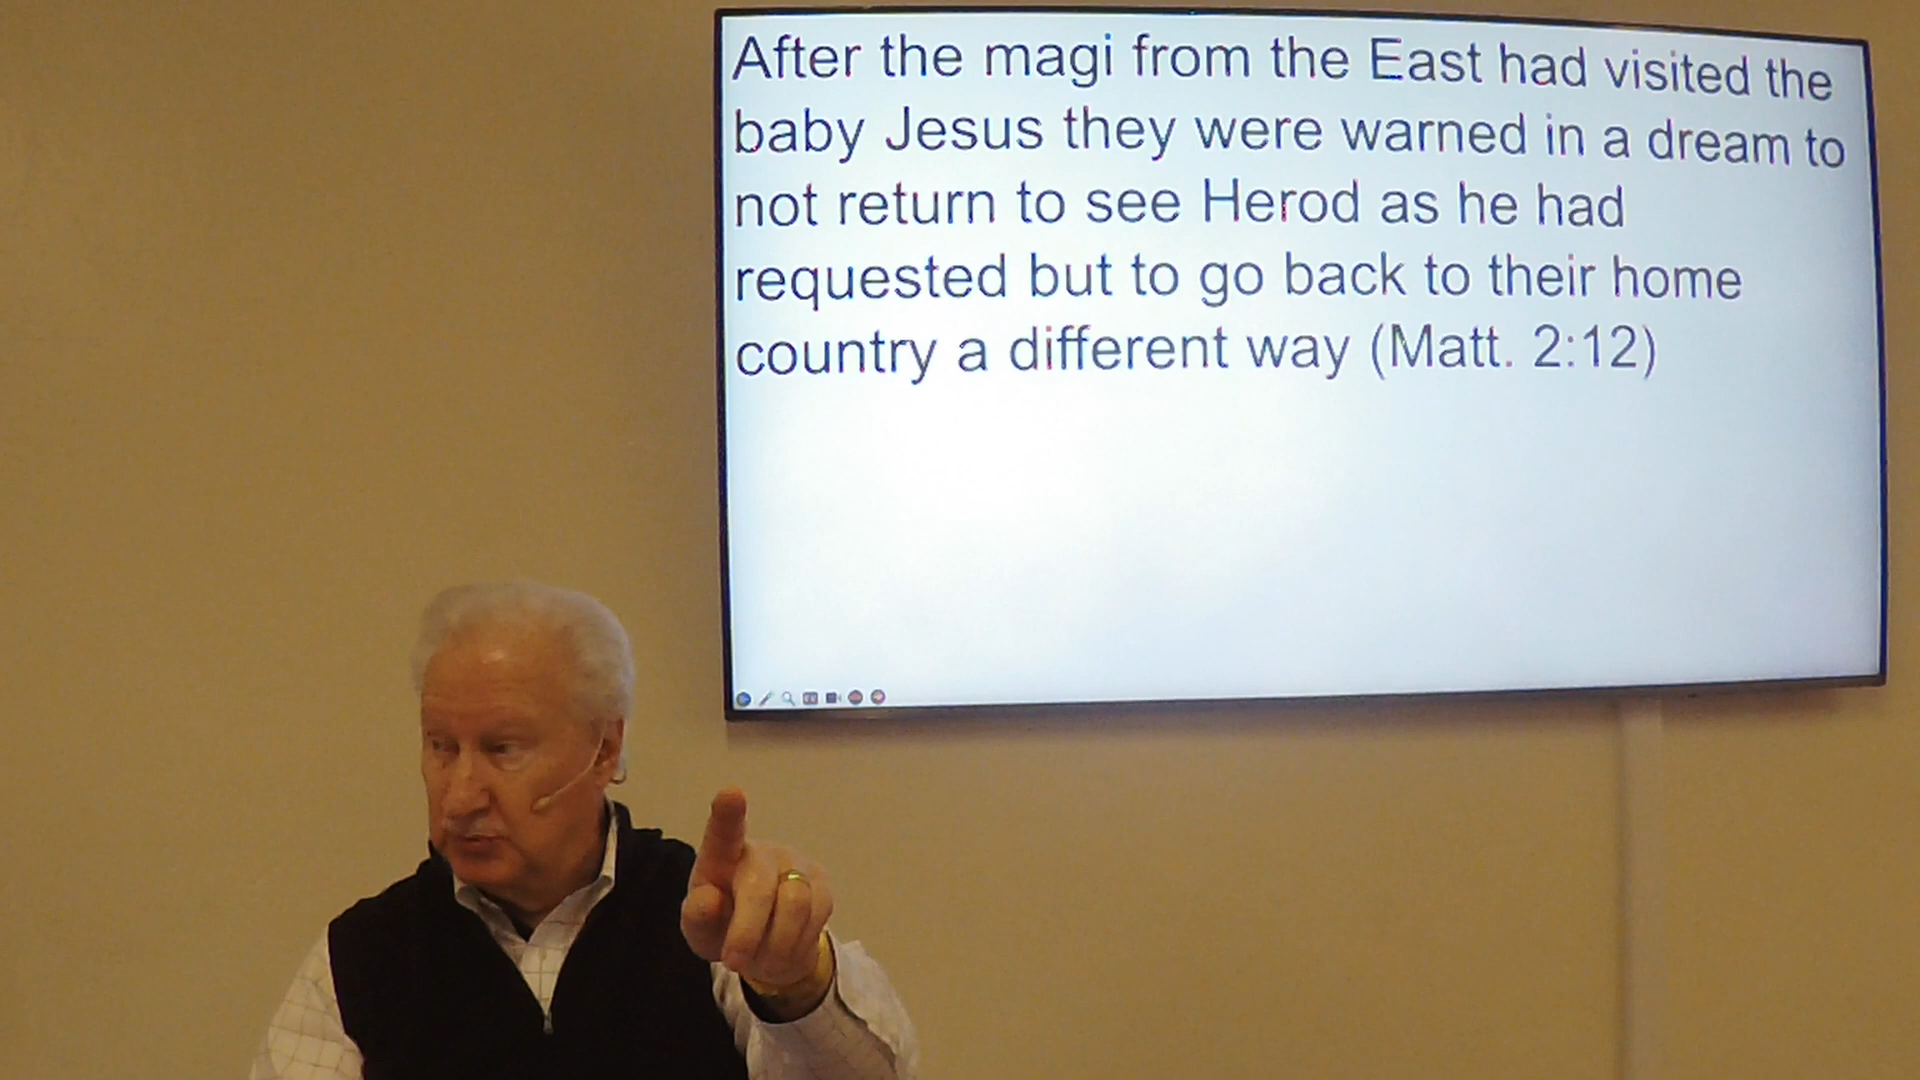 After the magi from the East had visited the
baby Jesus they were warned in a dream to
not return to see Herod as he had
requested but to go back to their home
country a different way (Matt. 2:12)